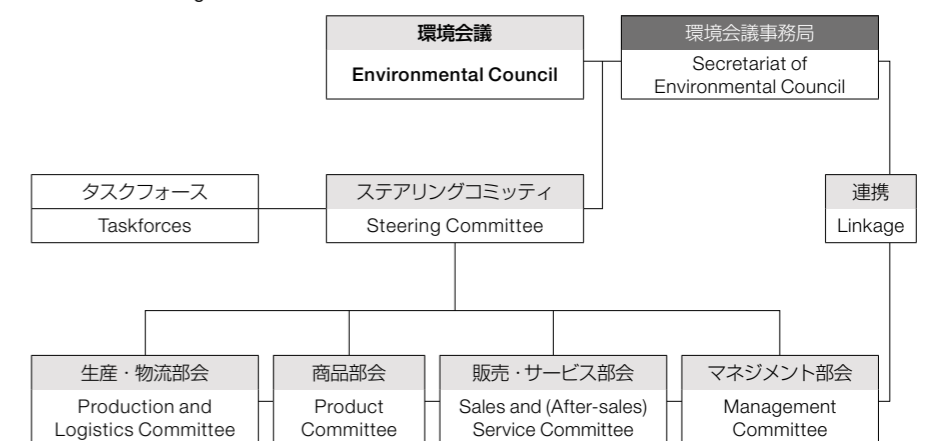 環境会議
Environmental Council
環境会議事務局
Secretariat of
Environmental Council
タスクフォース
Taskforces
ステアリングコミッティ
Steering Committee
連携
Linkage
生産・物流部会
Production and
Logistics Committee
商品部会
Product
Committee
販売・サービス部会
Sales and (After-sales)
Service Committee
マネジメント部会
Management
Committee